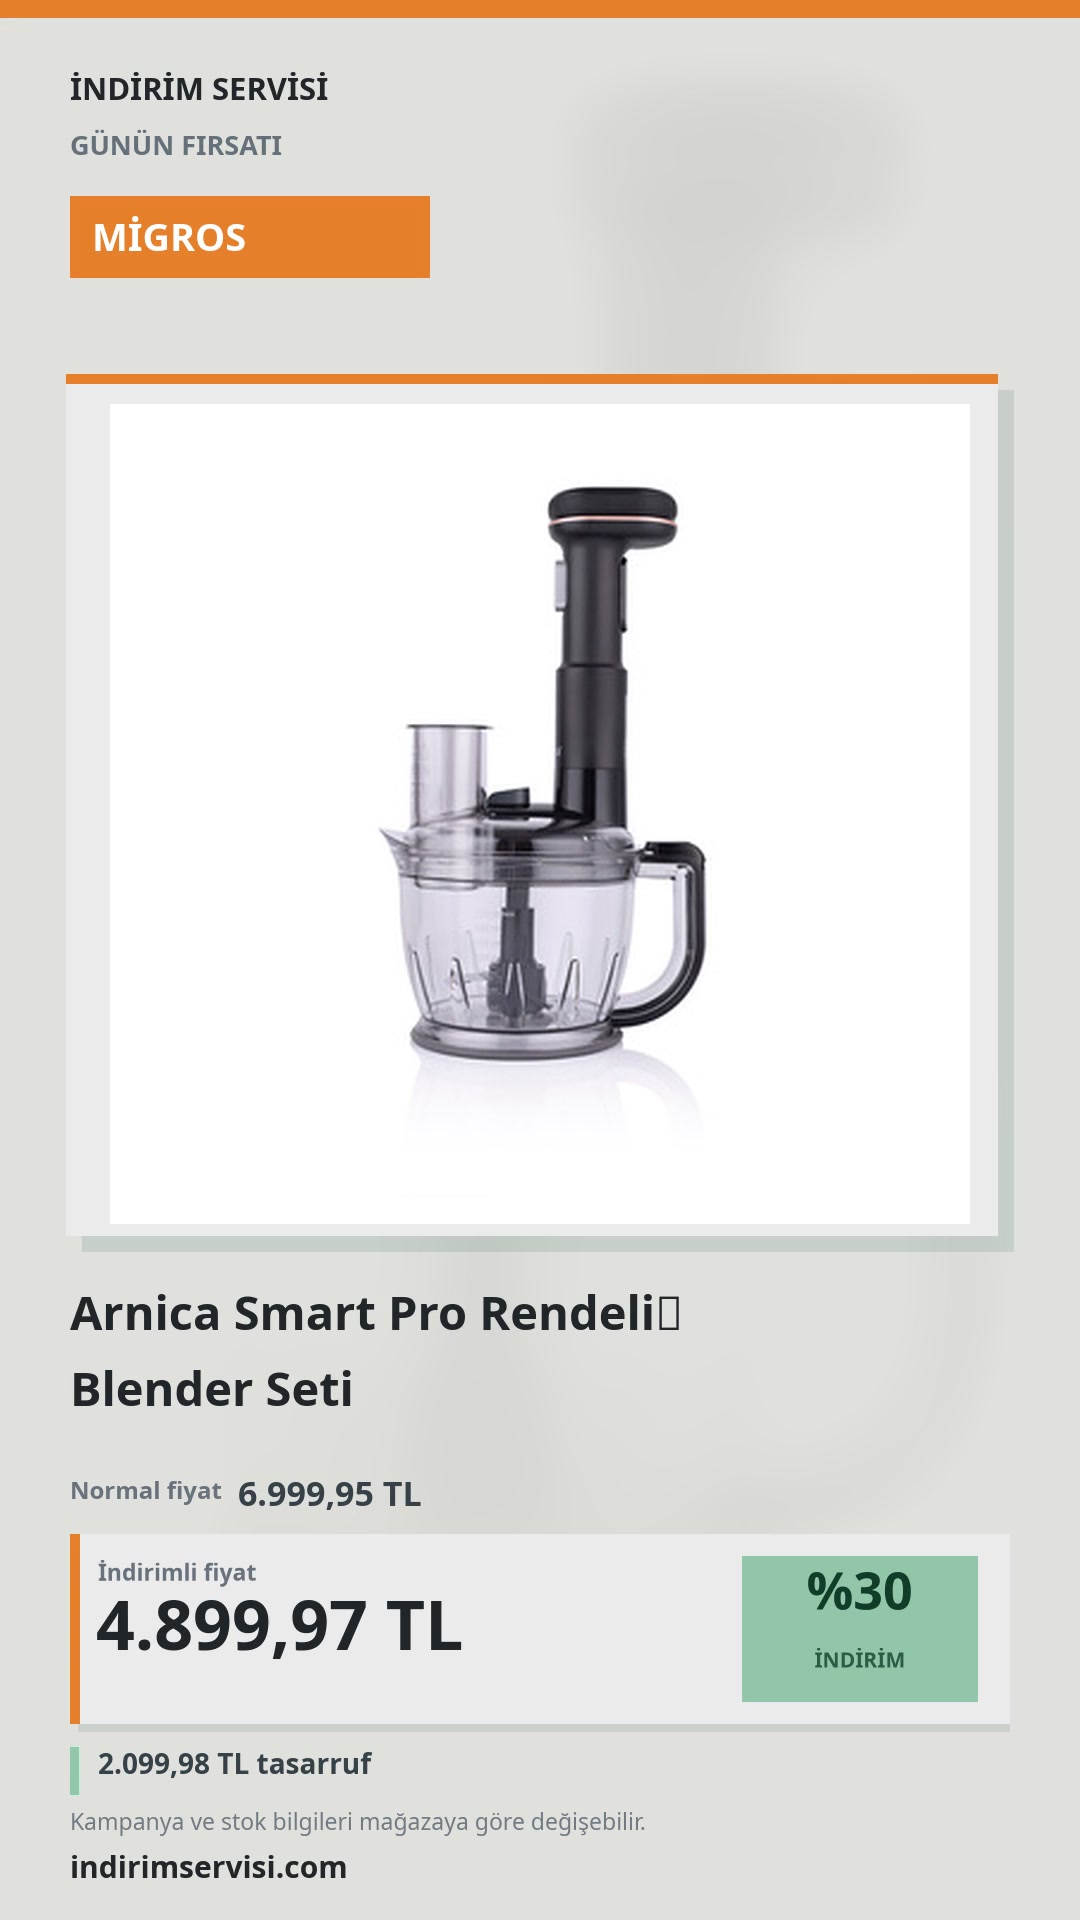 İNDİRİM SERVİSİ
GÜNÜN FIRSATI
MİGROS
Arnica Smart Pro Rendeli
Blender Seti
Normal fiyat 6.999,95 TL
İndirimli fiyat
4.899,97 TL
%30
İNDİRİM
2.099,98 TL tasarruf
Kampanya ve stok bilgileri mağazaya göre değişebilir.
indirimservisi.com